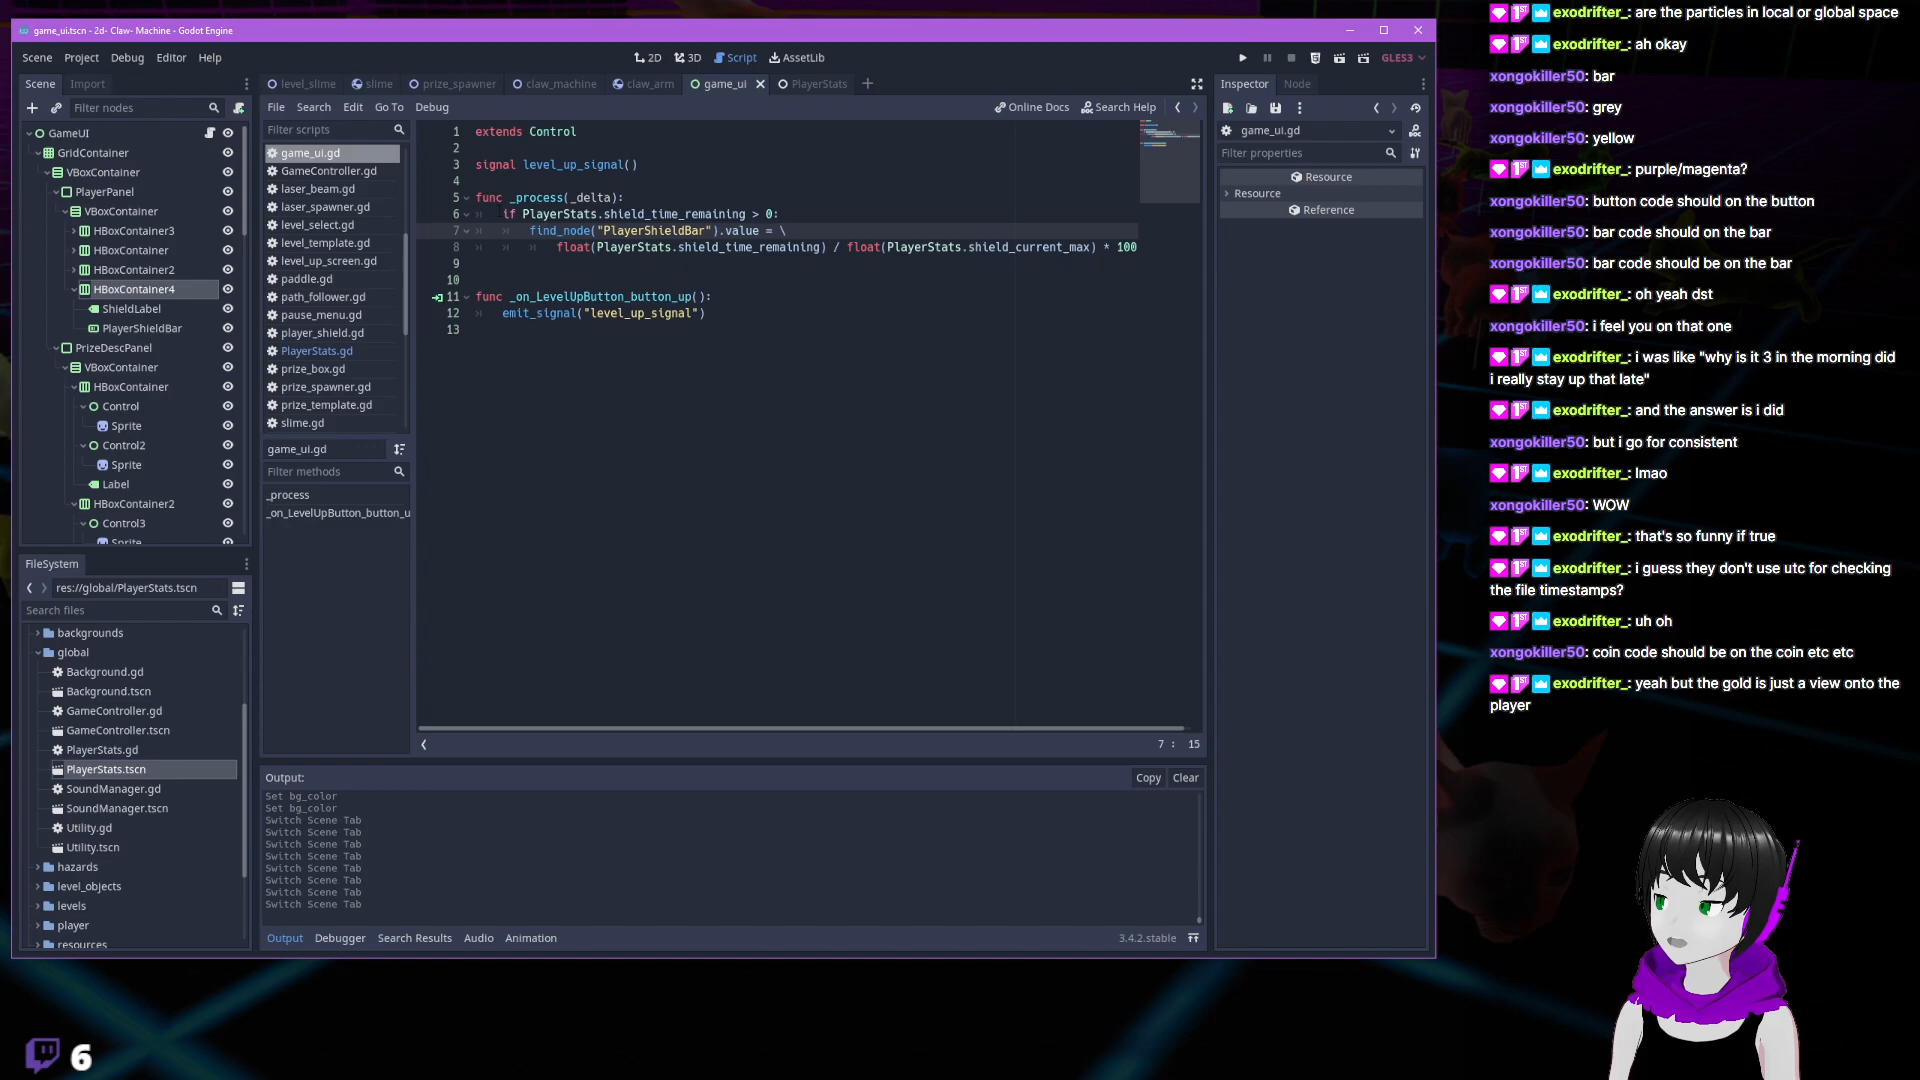 game_ui.tscn - 2d- Claw- Machine - Godot Engine
Scene Project Debug Editor Help
2D 3D Script AssetLib
GLES3
Scene Import
level_slime slime prize_spawner claw_machine claw_arm game_ui PlayerStats
Inspector Node
Filter nodes
File Search Edit Go To Debug
Online Docs Search Help
Filter scripts
game_ui.gd
Filter properties
Resource
Resource
Reference
GameUI
GridContainer
VBoxContainer
PlayerPanel
VBoxContainer
HBoxContainer3
HBoxContainer
HBoxContainer2
HBoxContainer4
ShieldLabel
PlayerShieldBar
PrizeDescPanel
VBoxContainer
HBoxContainer
Control
Sprite
Control2
Sprite
Label
HBoxContainer2
Control3
Sprite
game_ui.gd
GameController.gd
laser_beam.gd
laser_spawner.gd
level_select.gd
level_template.gd
level_up_screen.gd
paddle.gd
path_follower.gd
pause_menu.gd
player_shield.gd
PlayerStats.gd
prize_box.gd
prize_spawner.gd
prize_template.gd
slime.gd
game_ui.gd
Filter methods
_process
_on_LevelUpButton_button_u
1 extends Control
2
3 signal level_up_signal()
4
5 func _process(_delta):
6 if PlayerStats.shield_time_remaining > 0:
7 find_node("PlayerShieldBar").value = \
8 float(PlayerStats.shield_time_remaining) / float(PlayerStats.shield_current_max) * 100
9
10
11 func _on_LevelUpButton_button_up():
12 emit_signal("level_up_signal")
13
7 : 15
FileSystem
res://global/PlayerStats.tscn
Search files
backgrounds
global
Background.gd
Background.tscn
GameController.gd
GameController.tscn
PlayerStats.gd
PlayerStats.tscn
SoundManager.gd
SoundManager.tscn
Utility.gd
Utility.tscn
hazards
level_objects
levels
player
resources
Output:
Copy Clear
Set bg_color
Set bg_color
Switch Scene Tab
Switch Scene Tab
Switch Scene Tab
Switch Scene Tab
Switch Scene Tab
Switch Scene Tab
Switch Scene Tab
Switch Scene Tab
Output Debugger Search Results Audio Animation
3.4.2.stable
1ST exodrifter_: are the particles in local or global space
1ST exodrifter_: ah okay
xongokiller50: bar
xongokiller50: grey
xongokiller50: yellow
1ST exodrifter_: purple/magenta?
xongokiller50: button code should on the button
xongokiller50: bar code should on the bar
xongokiller50: bar code should be on the bar
1ST exodrifter_: oh yeah dst
xongokiller50: i feel you on that one
1ST exodrifter_: i was like "why is it 3 in the morning did
i really stay up that late"
1ST exodrifter_: and the answer is i did
xongokiller50: but i go for consistent
1ST exodrifter_: lmao
xongokiller50: WOW
1ST exodrifter_: that's so funny if true
1ST exodrifter_: i guess they don't use utc for checking
the file timestamps?
1ST exodrifter_: uh oh
xongokiller50: coin code should be on the coin etc etc
1ST exodrifter_: yeah but the gold is just a view onto the
player
6